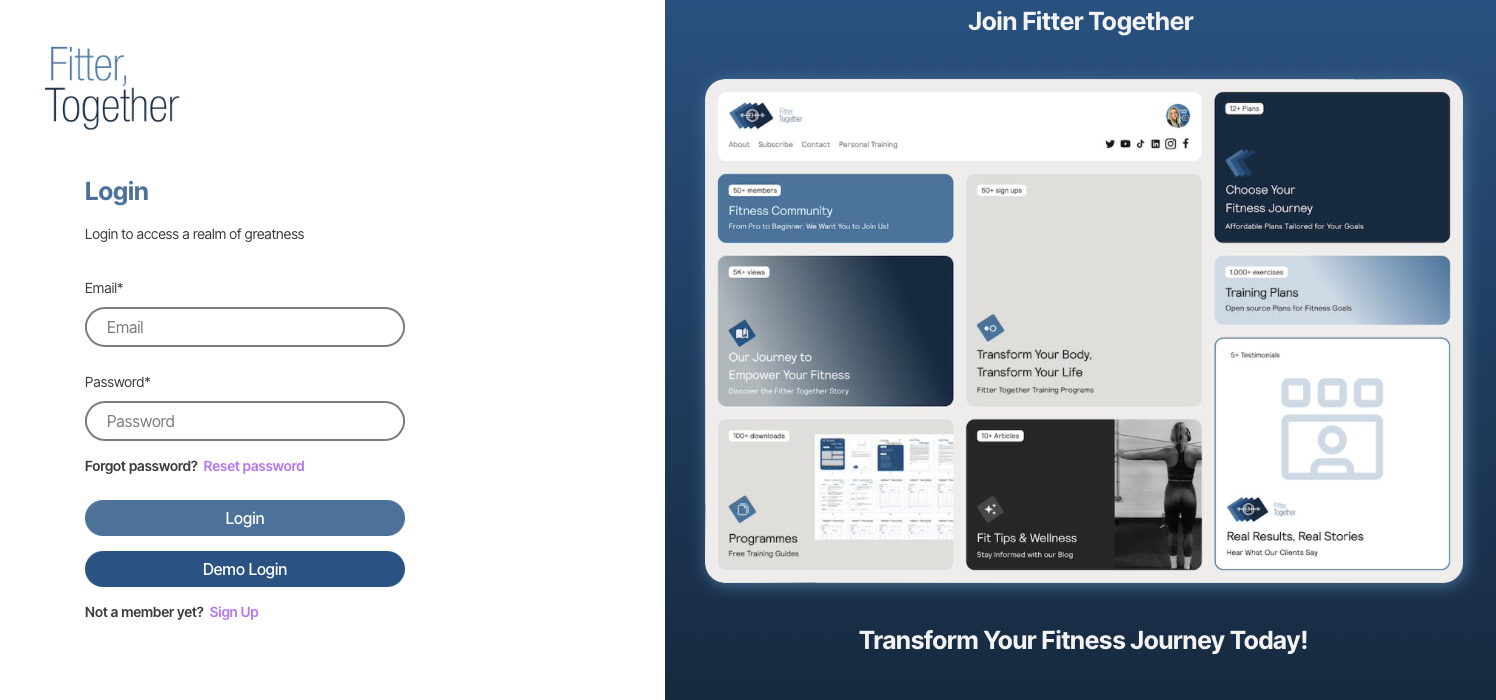 Fitter,
Together
Login
Login to access a realm of greatness
Email*
Email
Password*
Password
Forgot password? Reset password
Login
Demo Login
Not a member yet? Sign Up
Join Fitter Together
Fitter,
Together
About Subscribe Contact Personal Training
50+ members
Fitness Community
From Pro to Beginner, We Want You to Join Us!
5K+ views
Our Journey to
Empower Your Fitness
Discover the Fitter Together Story
100+ downloads
Programmes
Free Training Guides
50+ sign ups
Transform Your Body,
Transform Your Life
Fitter Together Training Programs
10+ Articles
Fit Tips & Wellness
Stay Informed with our Blog
12+ Plans
Choose Your
Fitness Journey
Affordable Plans Tailored for Your Goals
1,000+ exercises
Training Plans
Open source Plans for Fitness Goals
5+ Testimonials
Fitter,
Together
Real Results, Real Stories
Hear What Our Clients Say
Transform Your Fitness Journey Today!